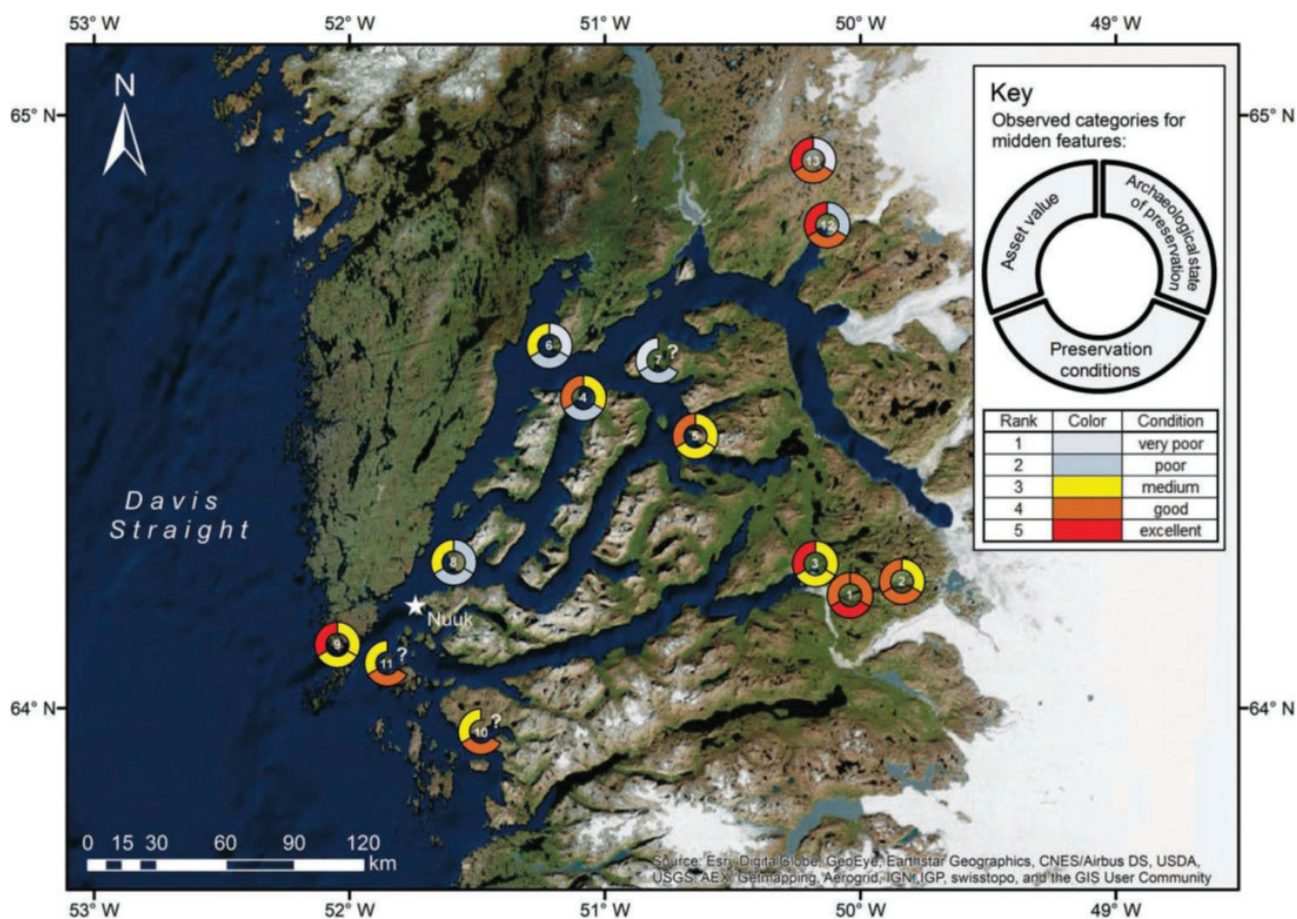 53° W 52° W 51° W 50° W 49° W
65° N 65° N
64° N 64° N
N
Key
Observed categories for
midden features:
Asset value
Archaeological state
of preservation
Preservation
conditions
Rank Color Condition
1 very poor
2 poor
3 medium
4 good
5 excellent
13
12
6
7 ?
4
5
8
3
2
1
Nuuk
9
11 ?
10 ?
Davis
Straight
0 15 30 60 90 120
km
Source: Esri, DigitalGlobe, GeoEye, Earthstar Geographics, CNES/Airbus DS, USDA,
USGS, AEX, Getmapping, Aerogrid, IGN, IGP, swisstopo, and the GIS User Community
53° W 52° W 51° W 50° W 49° W